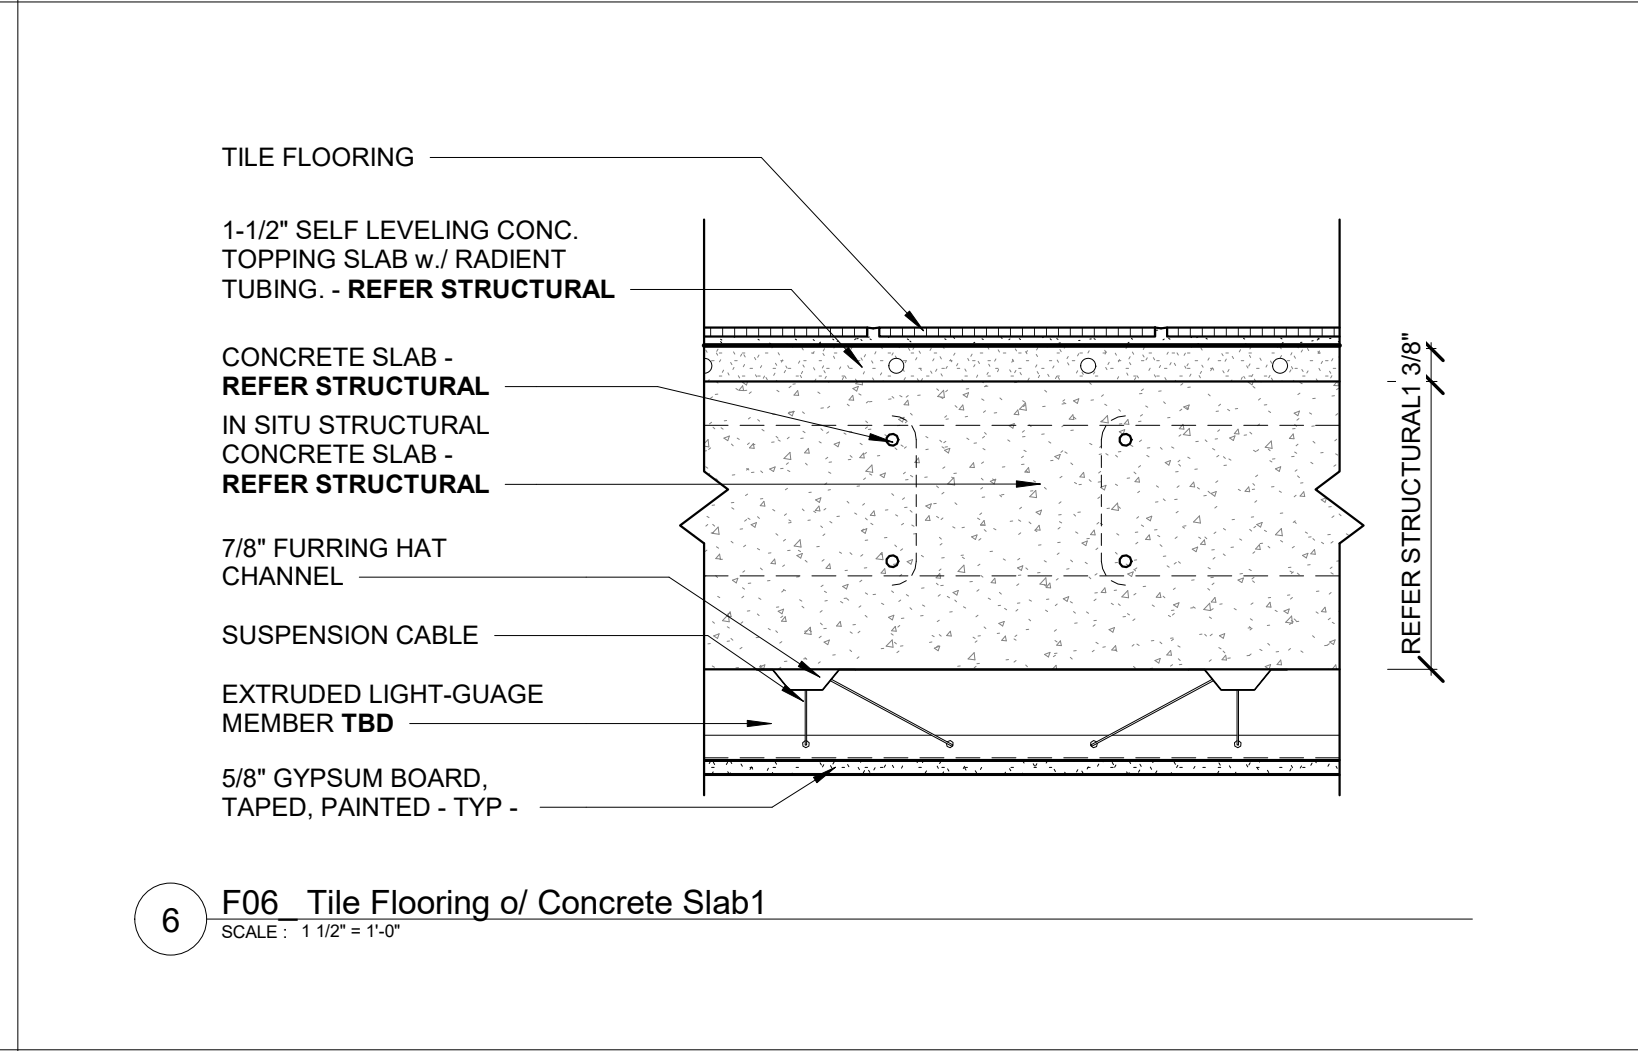 TILE FLOORING
1-1/2" SELF LEVELING CONC.
TOPPING SLAB w./ RADIENT
TUBING. - REFER STRUCTURAL
CONCRETE SLAB -
REFER STRUCTURAL
IN SITU STRUCTURAL
CONCRETE SLAB -
REFER STRUCTURAL
7/8" FURRING HAT
CHANNEL
SUSPENSION CABLE
EXTRUDED LIGHT-GUAGE
MEMBER TBD
5/8" GYPSUM BOARD,
TAPED, PAINTED - TYP -
REFER STRUCTURAL1 3/8"
6
F06_ Tile Flooring o/ Concrete Slab1
SCALE : 1 1/2" = 1'-0"